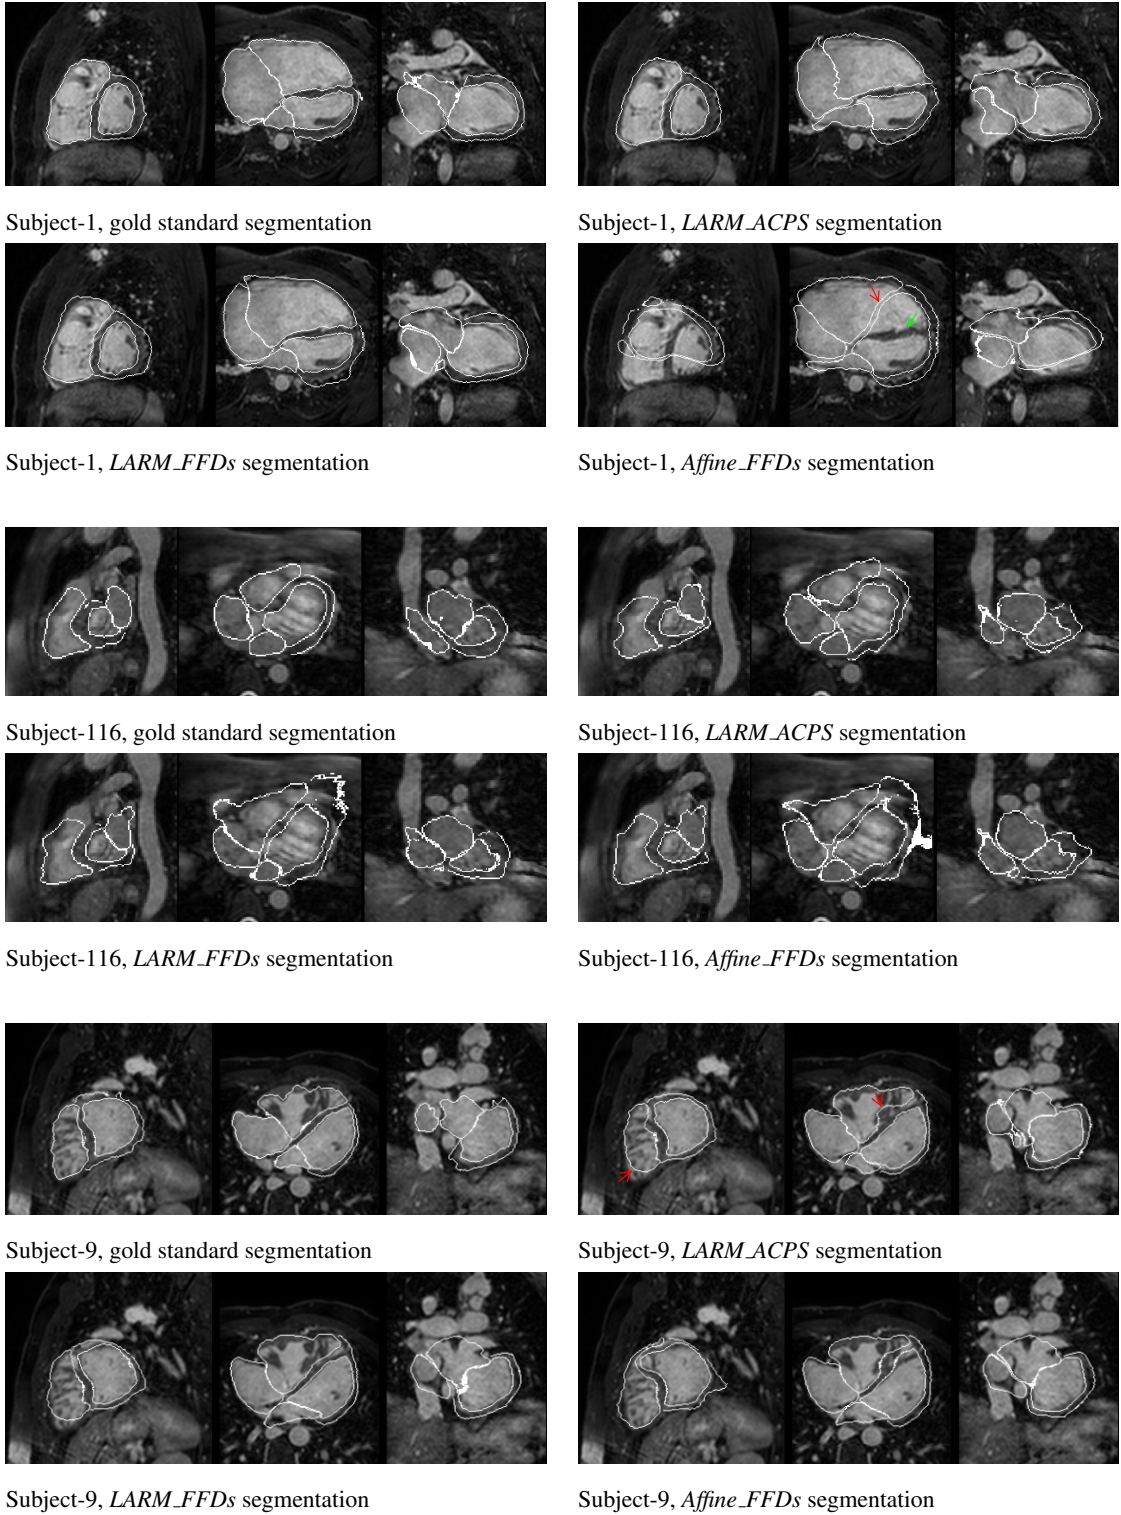 Subject-1, gold standard segmentation
Subject-1, LARM_ACPS segmentation
Subject-1, LARM_FFDs segmentation
Subject-1, Affine_FFDs segmentation
Subject-116, gold standard segmentation
Subject-116, LARM_ACPS segmentation
Subject-116, LARM_FFDs segmentation
Subject-116, Affine_FFDs segmentation
Subject-9, gold standard segmentation
Subject-9, LARM_ACPS segmentation
Subject-9, LARM_FFDs segmentation
Subject-9, Affine_FFDs segmentation